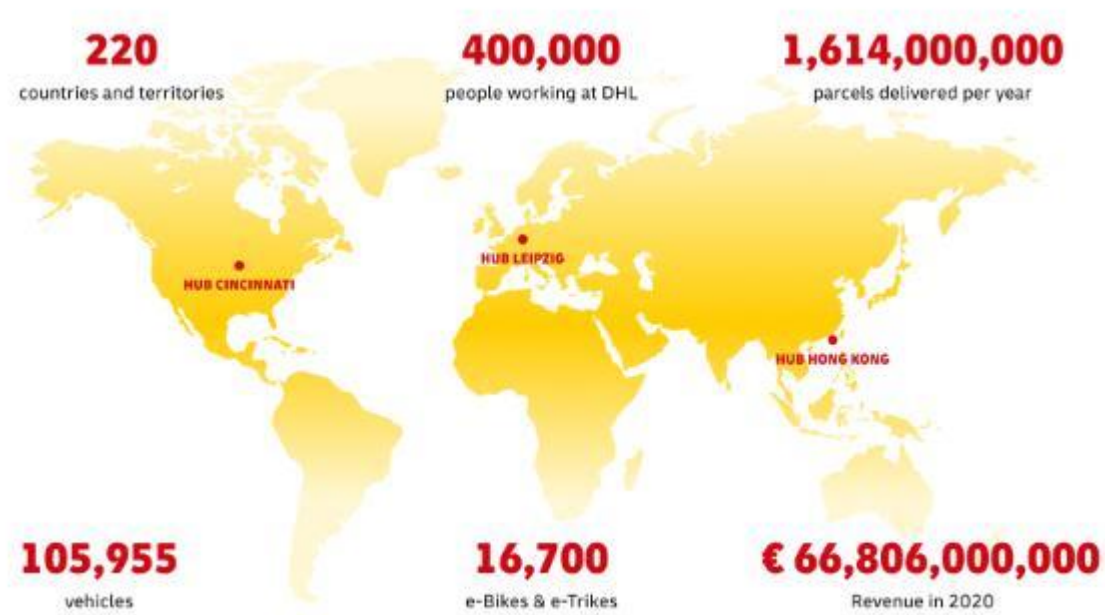 220
countries and territories
400,000
people working at DHL
1,614,000,000
parcels delivered per year
HUB CINCINNATI
HUB LEIPZIG
HUB HONG KONG
105,955
vehicles
16,700
e-Bikes & e-Trikes
€ 66,806,000,000
Revenue in 2020